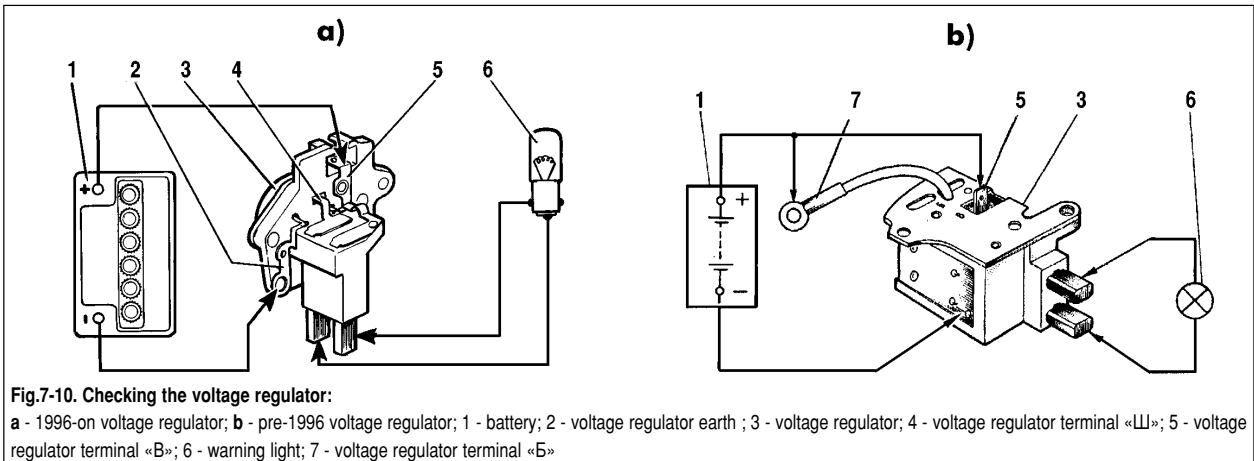 a)
b)
1 2 3 4 5 6
1 7 5 3 6
+
−
+
−
Fig.7-10. Checking the voltage regulator:
a - 1996-on voltage regulator; b - pre-1996 voltage regulator; 1 - battery; 2 - voltage regulator earth ; 3 - voltage regulator; 4 - voltage regulator terminal «Ш»; 5 - voltage
regulator terminal «В»; 6 - warning light; 7 - voltage regulator terminal «Б»